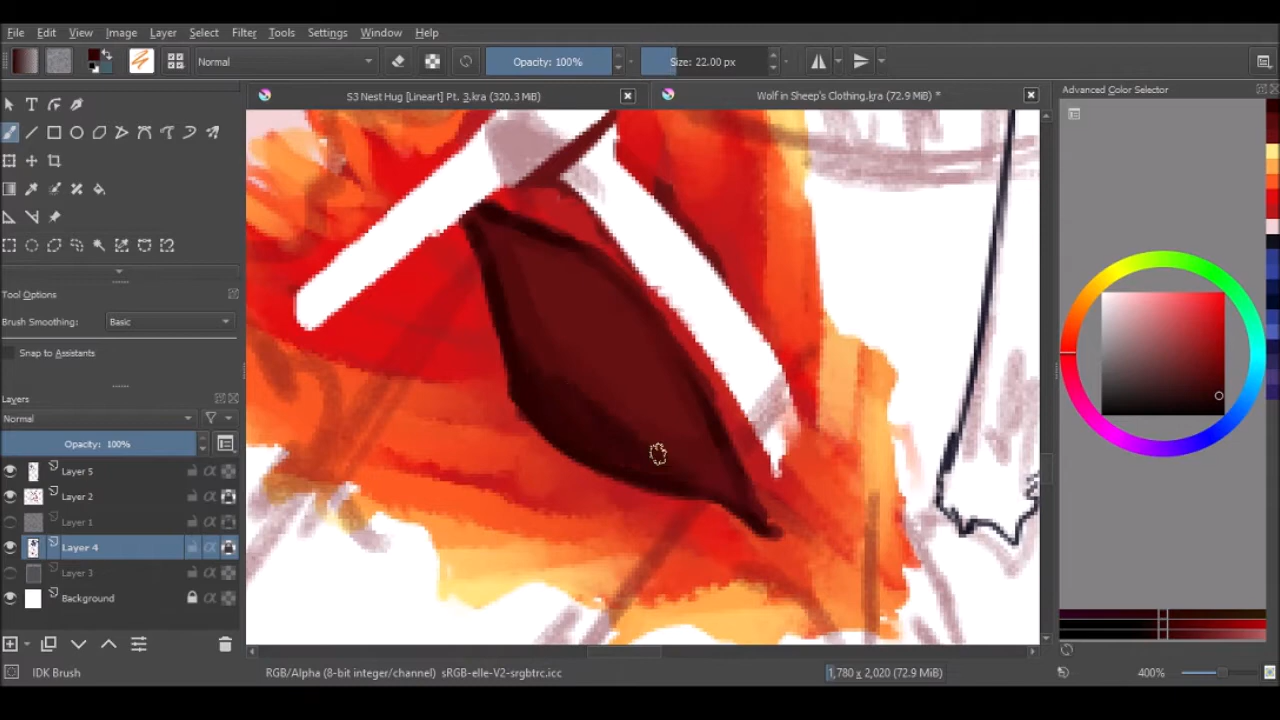 File Edit View Image Layer Select Filter Tools Settings Window Help
Normal Opacity: 100% Size: 22.00 px
S3 Nest Hug [Lineart] Pt. 3.kra (320.3 MiB) Wolf in Sheep's Clothing.kra (72.9 MiB) *
Advanced Color Selector
Tool Options
Brush Smoothing: Basic
Snap to Assistants
Layers
Normal
Opacity: 100%
Layer 5
Layer 2
Layer 1
Layer 4
Layer 3
Background
IDK Brush RGB/Alpha (8-bit integer/channel) sRGB-elle-V2-srgbtrc.icc 1,780 x 2,020 (72.9 MiB) 400%